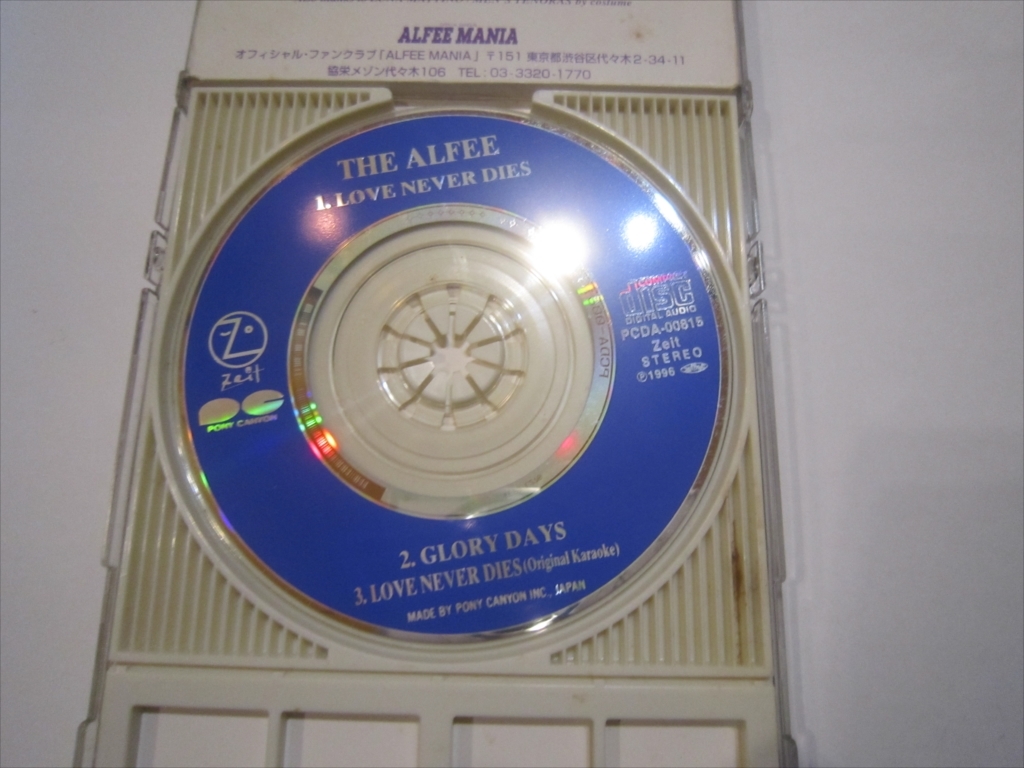 by costume
ALFEE MANIA
オフィシャル・ファンクラブ「ALFEE MANIA」 〒151 東京都渋谷区代々木2-34-11
協栄メゾン代々木106 TEL:03-3320-1770
THE ALFEE
1. LOVE NEVER DIES
COMPACT
DISC
DIGITAL AUDIO
PCDA-00815
Zeit
STEREO
Ⓟ1996
Zeit
PONY CANYON
2. GLORY DAYS
3. LOVE NEVER DIES(Original Karaoke)
MADE BY PONY CANYON INC., JAPAN